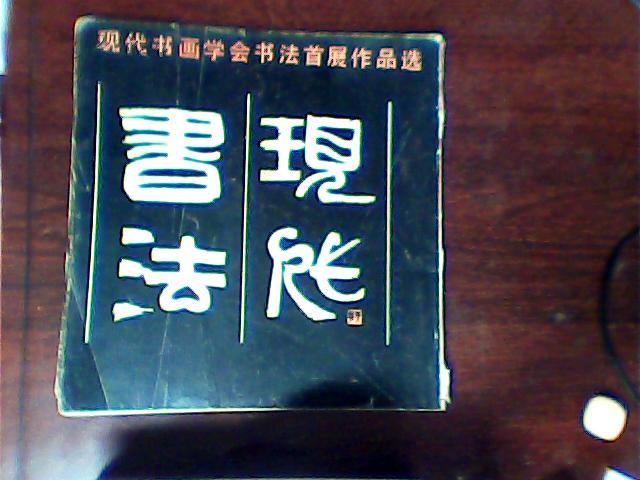 现代书画学会书法首展作品选
現代
書法